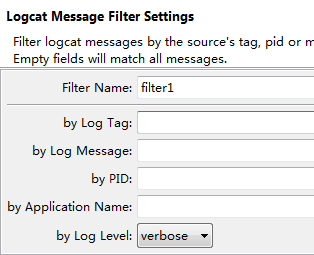 Logcat Message Filter Settings
Filter logcat messages by the source's tag, pid or m
Empty fields will match all messages.
Filter Name: filter1
by Log Tag:
by Log Message:
by PID:
by Application Name:
by Log Level: verbose